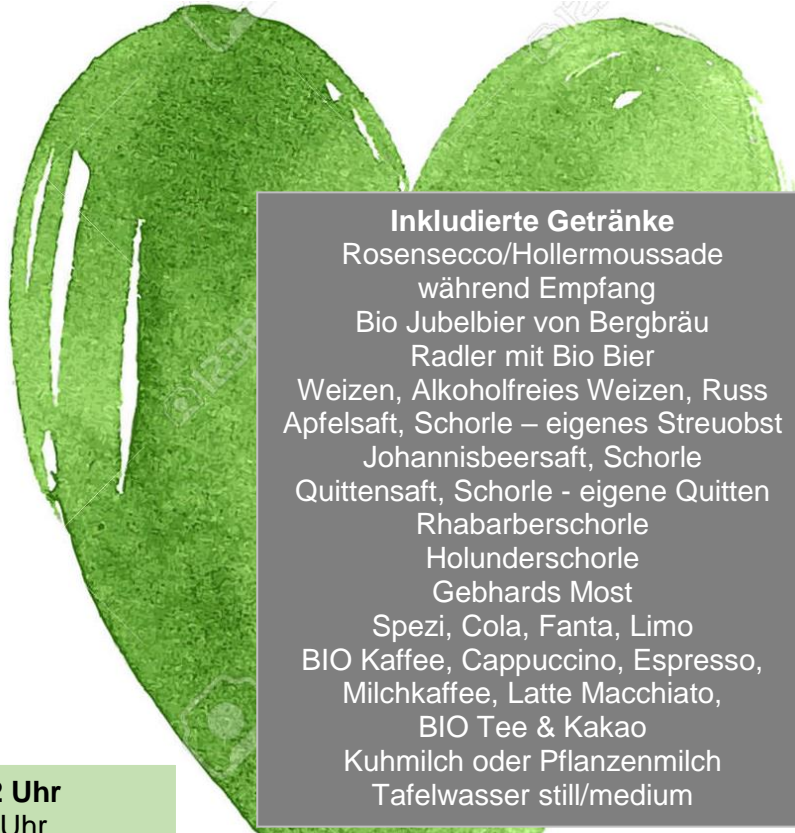 Inkludierte Getränke
Rosensecco/Hollermoussade
während Empfang
Bio Jubelbier von Bergbräu
Radler mit Bio Bier
Weizen, Alkoholfreies Weizen, Russ
Apfelsaft, Schorle – eigenes Streuobst
Johannisbeersaft, Schorle
Quittensaft, Schorle - eigene Quitten
Rhabarberschorle
Holunderschorle
Gebhards Most
Spezi, Cola, Fanta, Limo
BIO Kaffee, Cappuccino, Espresso,
Milchkaffee, Latte Macchiato,
BIO Tee & Kakao
Kuhmilch oder Pflanzenmilch
Tafelwasser still/medium
Uhr
Uhr